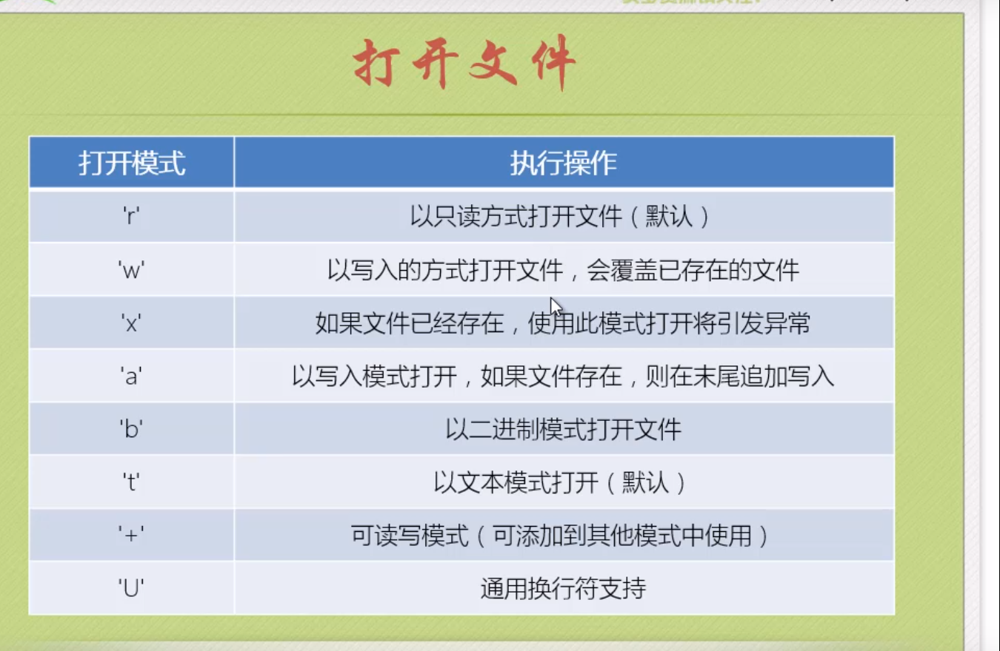 打开文件
打开模式 执行操作
'r' 以只读方式打开文件（默认）
'w' 以写入的方式打开文件，会覆盖已存在的文件
'x' 如果文件已经存在，使用此模式打开将引发异常
'a' 以写入模式打开，如果文件存在，则在末尾追加写入
'b' 以二进制模式打开文件
't' 以文本模式打开（默认）
'+' 可读写模式（可添加到其他模式中使用）
'U' 通用换行符支持